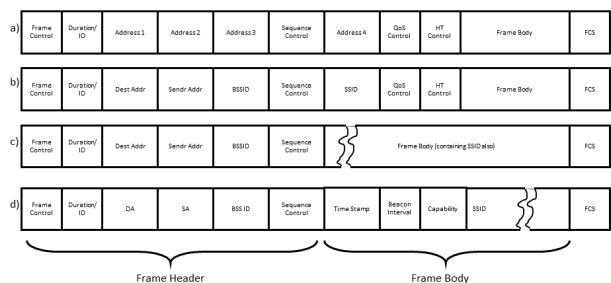 a) Frame Control Duration/ ID Address 1 Address 2 Address 3 Sequence Control Address 4 QoS Control HT Control Frame Body FCS
b) Frame Control Duration/ ID Dest Addr Sendr Addr BSSID Sequence Control SSID QoS Control HT Control Frame Body FCS
c) Frame Control Duration/ ID Dest Addr Sendr Addr BSSID Sequence Control Frame Body (containing SSID also) FCS
d) Frame Control Duration/ ID DA SA BSS ID Sequence Control Time Stamp Beacon Interval Capability SSID FCS
Frame Header Frame Body